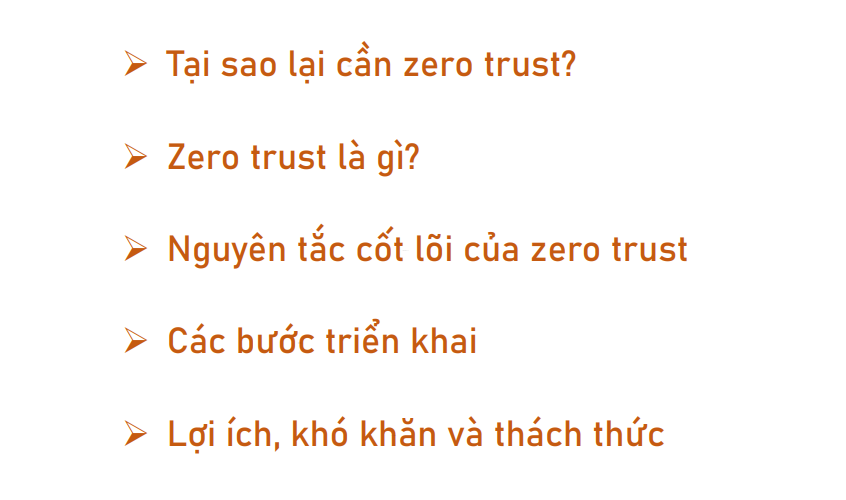 ➢ Tại sao lại cần zero trust?
➢ Zero trust là gì?
➢ Nguyên tắc cốt lõi của zero trust
➢ Các bước triển khai
➢ Lợi ích, khó khăn và thách thức